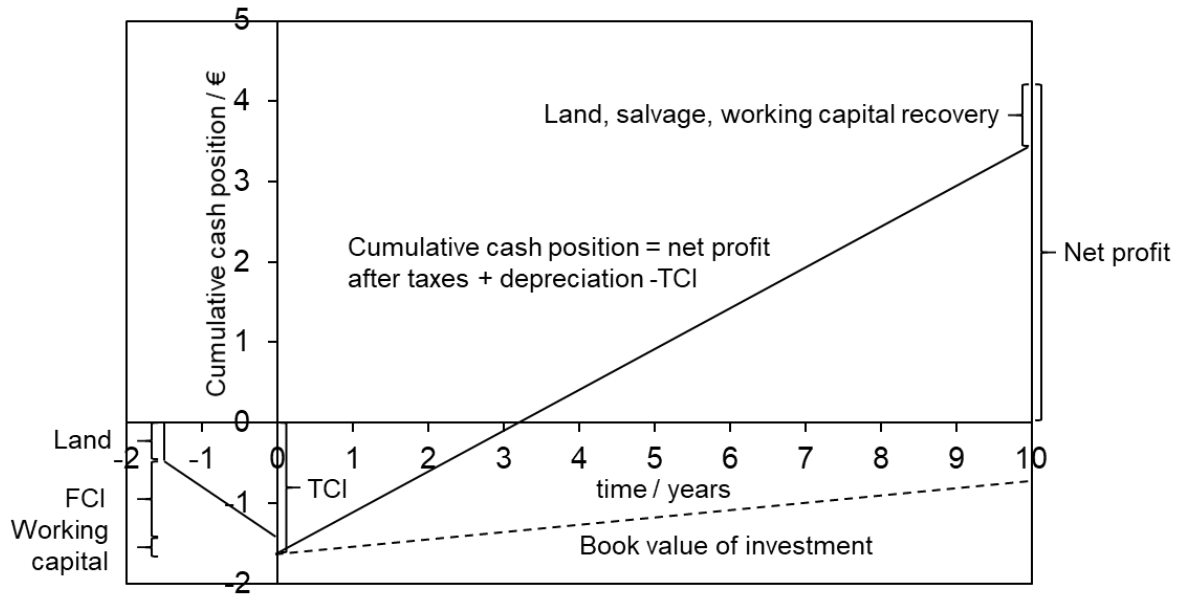 5
4
3
2
1
0
-1
-2
Cumulative cash position / €
Land, salvage, working capital recovery
Cumulative cash position = net profit
after taxes + depreciation -TCI
Net profit
Land
FCI
Working
capital
-2 -1 0 1 2 3 4 5 6 7 8 9 10
TCI
time / years
Book value of investment